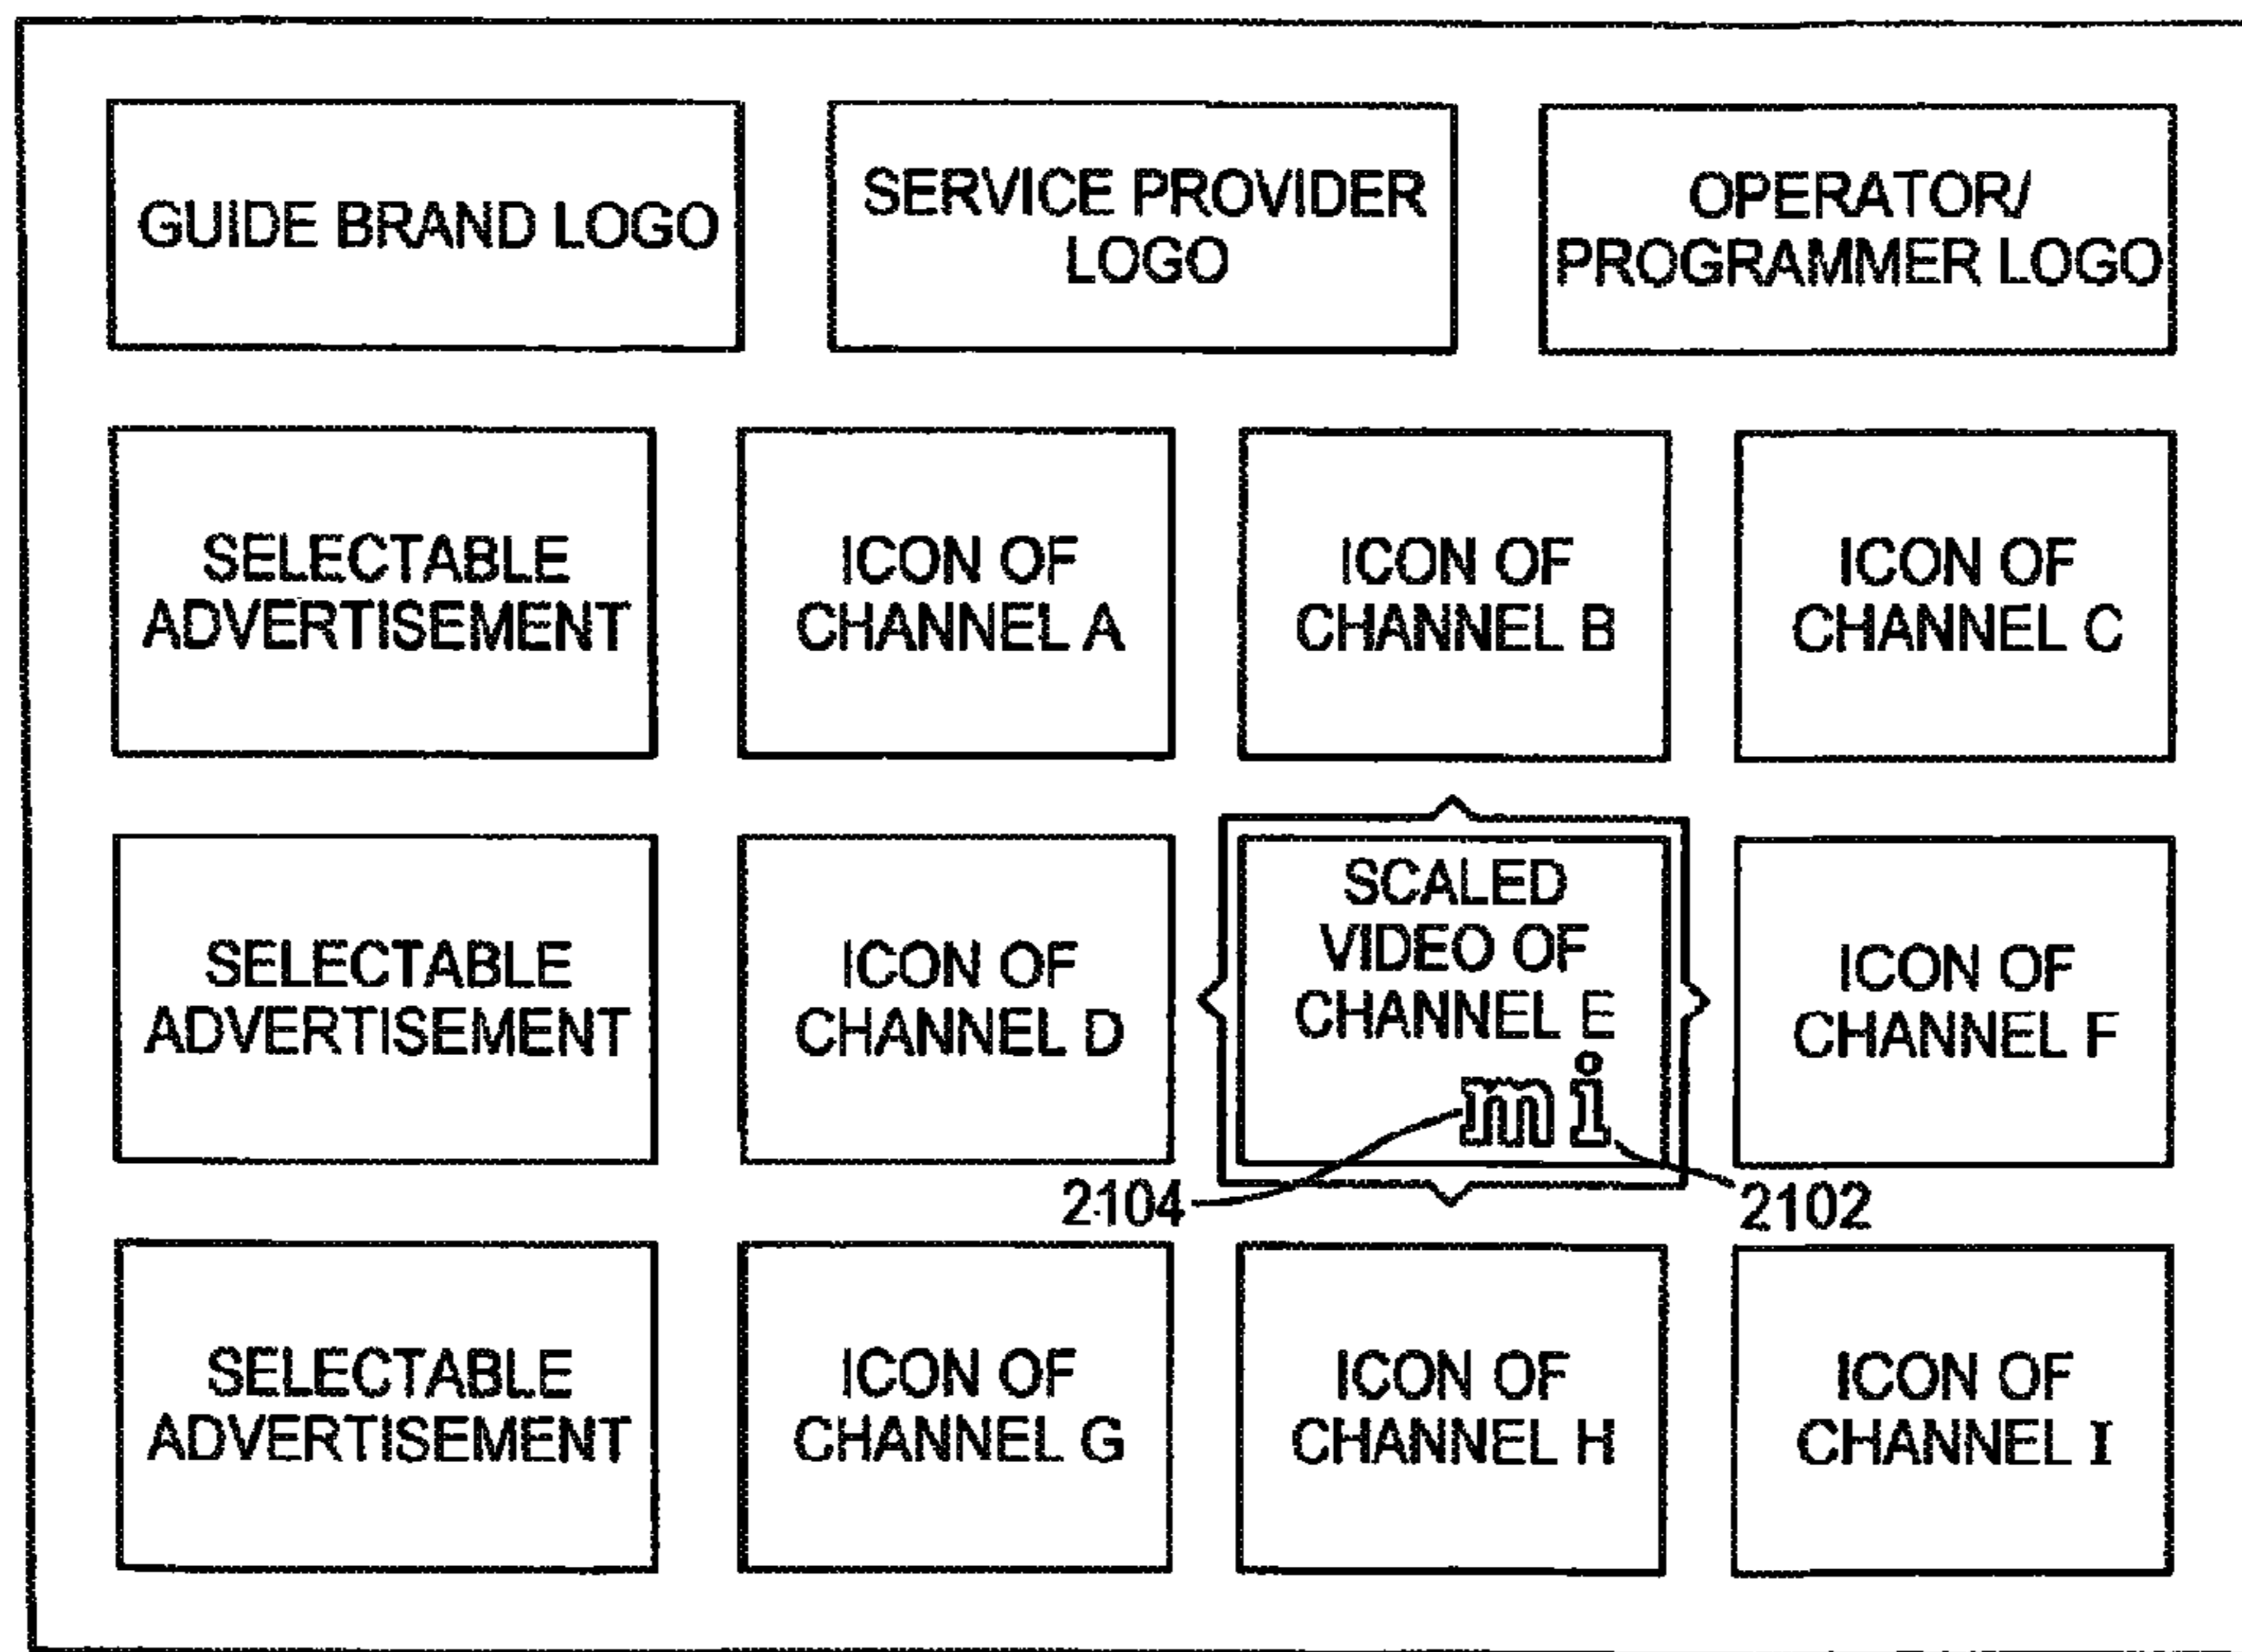 GUIDE BRAND LOGO
SERVICE PROVIDER
LOGO
OPERATOR/
PROGRAMMER LOGO
SELECTABLE
ADVERTISEMENT
ICON OF
CHANNEL A
ICON OF
CHANNEL B
ICON OF
CHANNEL C
SELECTABLE
ADVERTISEMENT
ICON OF
CHANNEL D
SCALED
VIDEO OF
CHANNEL E
m i
ICON OF
CHANNEL F
2104
2102
SELECTABLE
ADVERTISEMENT
ICON OF
CHANNEL G
ICON OF
CHANNEL H
ICON OF
CHANNEL I